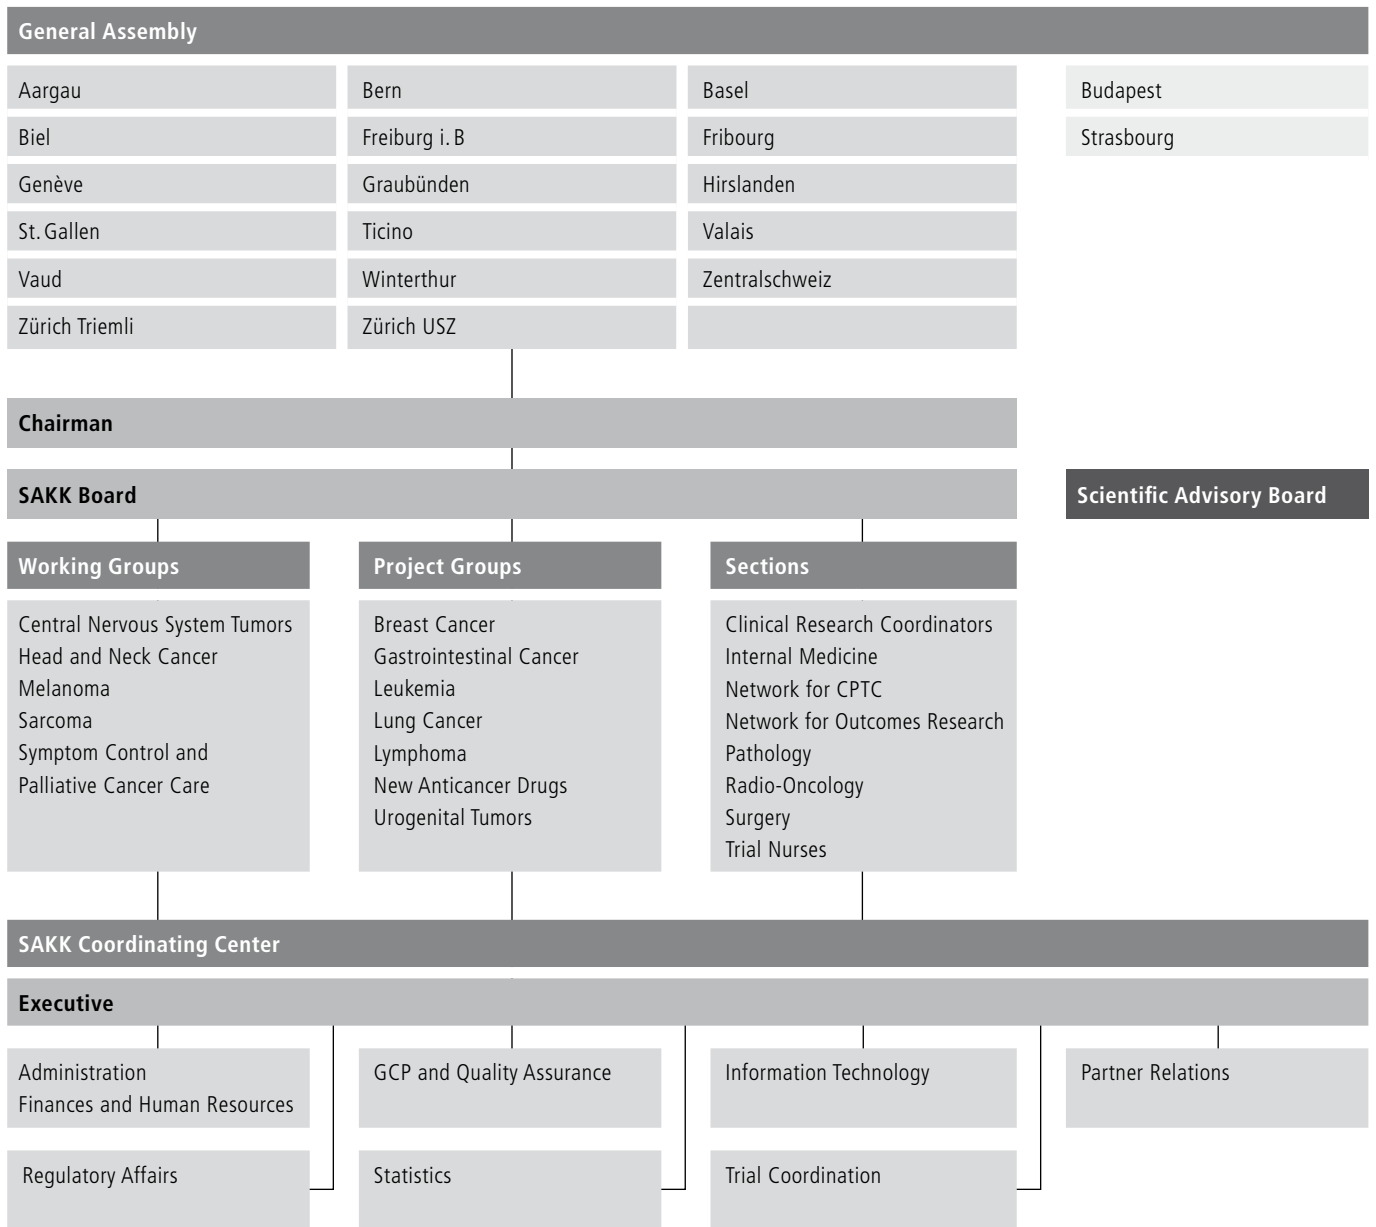 General Assembly
Aargau
Bern
Basel
Budapest
Biel
Freiburg i. B
Fribourg
Strasbourg
Genève
Graubünden
Hirslanden
St. Gallen
Ticino
Valais
Vaud
Winterthur
Zentralschweiz
Zürich Triemli
Zürich USZ
Chairman
SAKK Board
Scientific Advisory Board
Working Groups
Central Nervous System Tumors
Head and Neck Cancer
Melanoma
Sarcoma
Symptom Control and
Palliative Cancer Care
Project Groups
Breast Cancer
Gastrointestinal Cancer
Leukemia
Lung Cancer
Lymphoma
New Anticancer Drugs
Urogenital Tumors
Sections
Clinical Research Coordinators
Internal Medicine
Network for CPTC
Network for Outcomes Research
Pathology
Radio-Oncology
Surgery
Trial Nurses
SAKK Coordinating Center
Executive
Administration
Finances and Human Resources
GCP and Quality Assurance
Information Technology
Partner Relations
Regulatory Affairs
Statistics
Trial Coordination